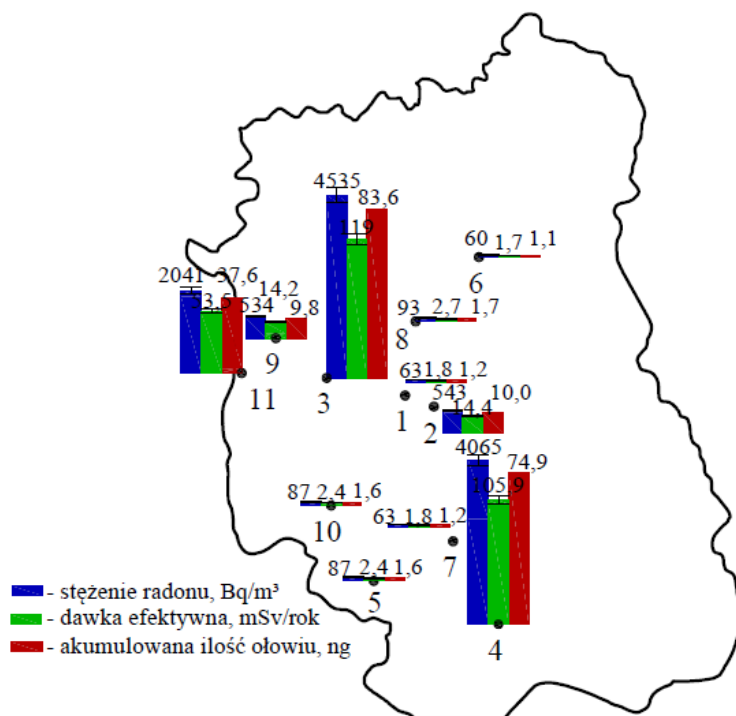 4535
83,6
119
60 1,7 1,1
6
2041 37,6
53,5
14,2
534 9,8
9
11
3
93 2,7 1,7
8
63 1,8 1,2
1
543 10,0
14,4
2
4065
74,9
105,9
87 2,4 1,6
10
63 1,8 1,2
7
87 2,4 1,6
5
4
- stężenie radonu, Bq/m³
- dawka efektywna, mSv/rok
- akumulowana ilość ołowiu, ng